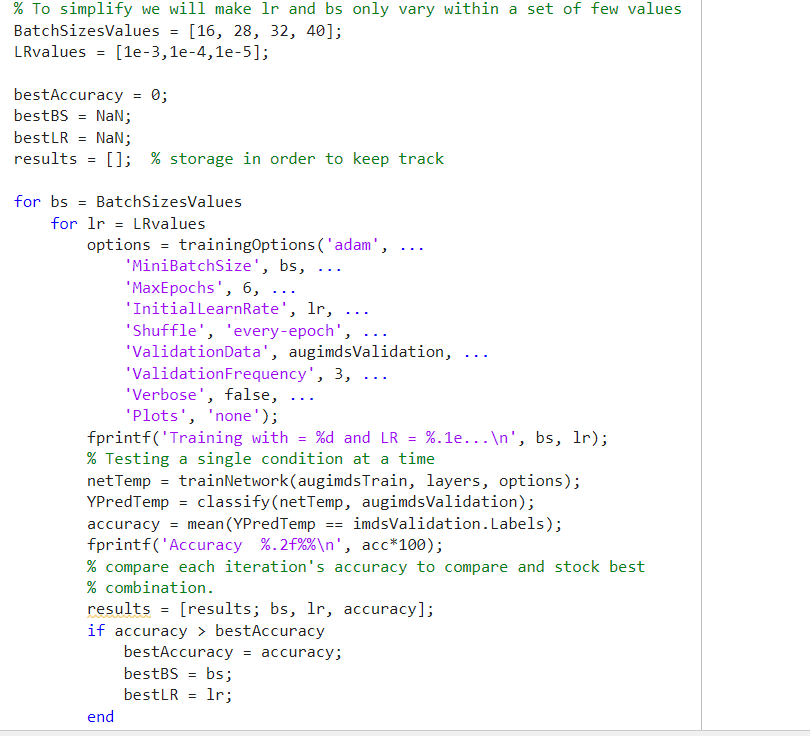 % To simplify we will make lr and bs only vary within a set of few values
BatchSizesValues = [16, 28, 32, 40];
LRvalues = [1e-3,1e-4,1e-5];
bestAccuracy = 0;
bestBS = NaN;
bestLR = NaN;
results = [];  % storage in order to keep track
for bs = BatchSizesValues
    for lr = LRvalues
        options = trainingOptions('adam', ...
            'MiniBatchSize', bs, ...
            'MaxEpochs', 6, ...
            'InitialLearnRate', lr, ...
            'Shuffle', 'every-epoch', ...
            'ValidationData', augimdsValidation, ...
            'ValidationFrequency', 3, ...
            'Verbose', false, ...
            'Plots', 'none');
        fprintf('Training with = %d and LR = %.1e...\n', bs, lr);
        % Testing a single condition at a time
        netTemp = trainNetwork(augimdsTrain, layers, options);
        YPredTemp = classify(netTemp, augimdsValidation);
        accuracy = mean(YPredTemp == imdsValidation.Labels);
        fprintf('Accuracy  %.2f%%\n', acc*100);
        % compare each iteration's accuracy to compare and stock best
        % combination.
        results = [results; bs, lr, accuracy];
        if accuracy > bestAccuracy
            bestAccuracy = accuracy;
            bestBS = bs;
            bestLR = lr;
        end